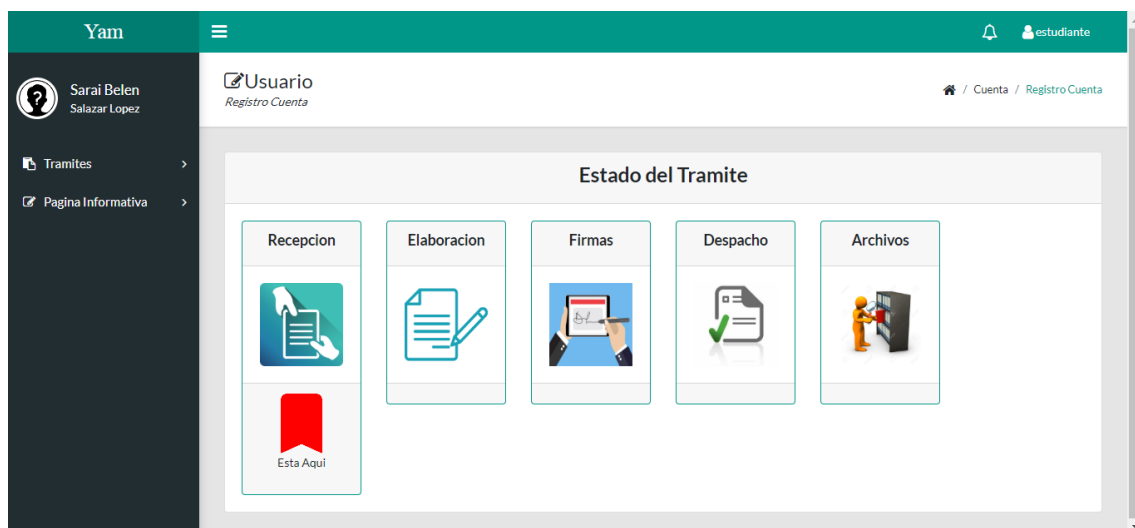 Yam
estudiante
Sarai Belen
Salazar Lopez
Usuario
Registro Cuenta
/ Cuenta / Registro Cuenta
Tramites
Pagina Informativa
Estado del Tramite
Recepcion
Elaboracion
Firmas
Despacho
Archivos
Esta Aqui